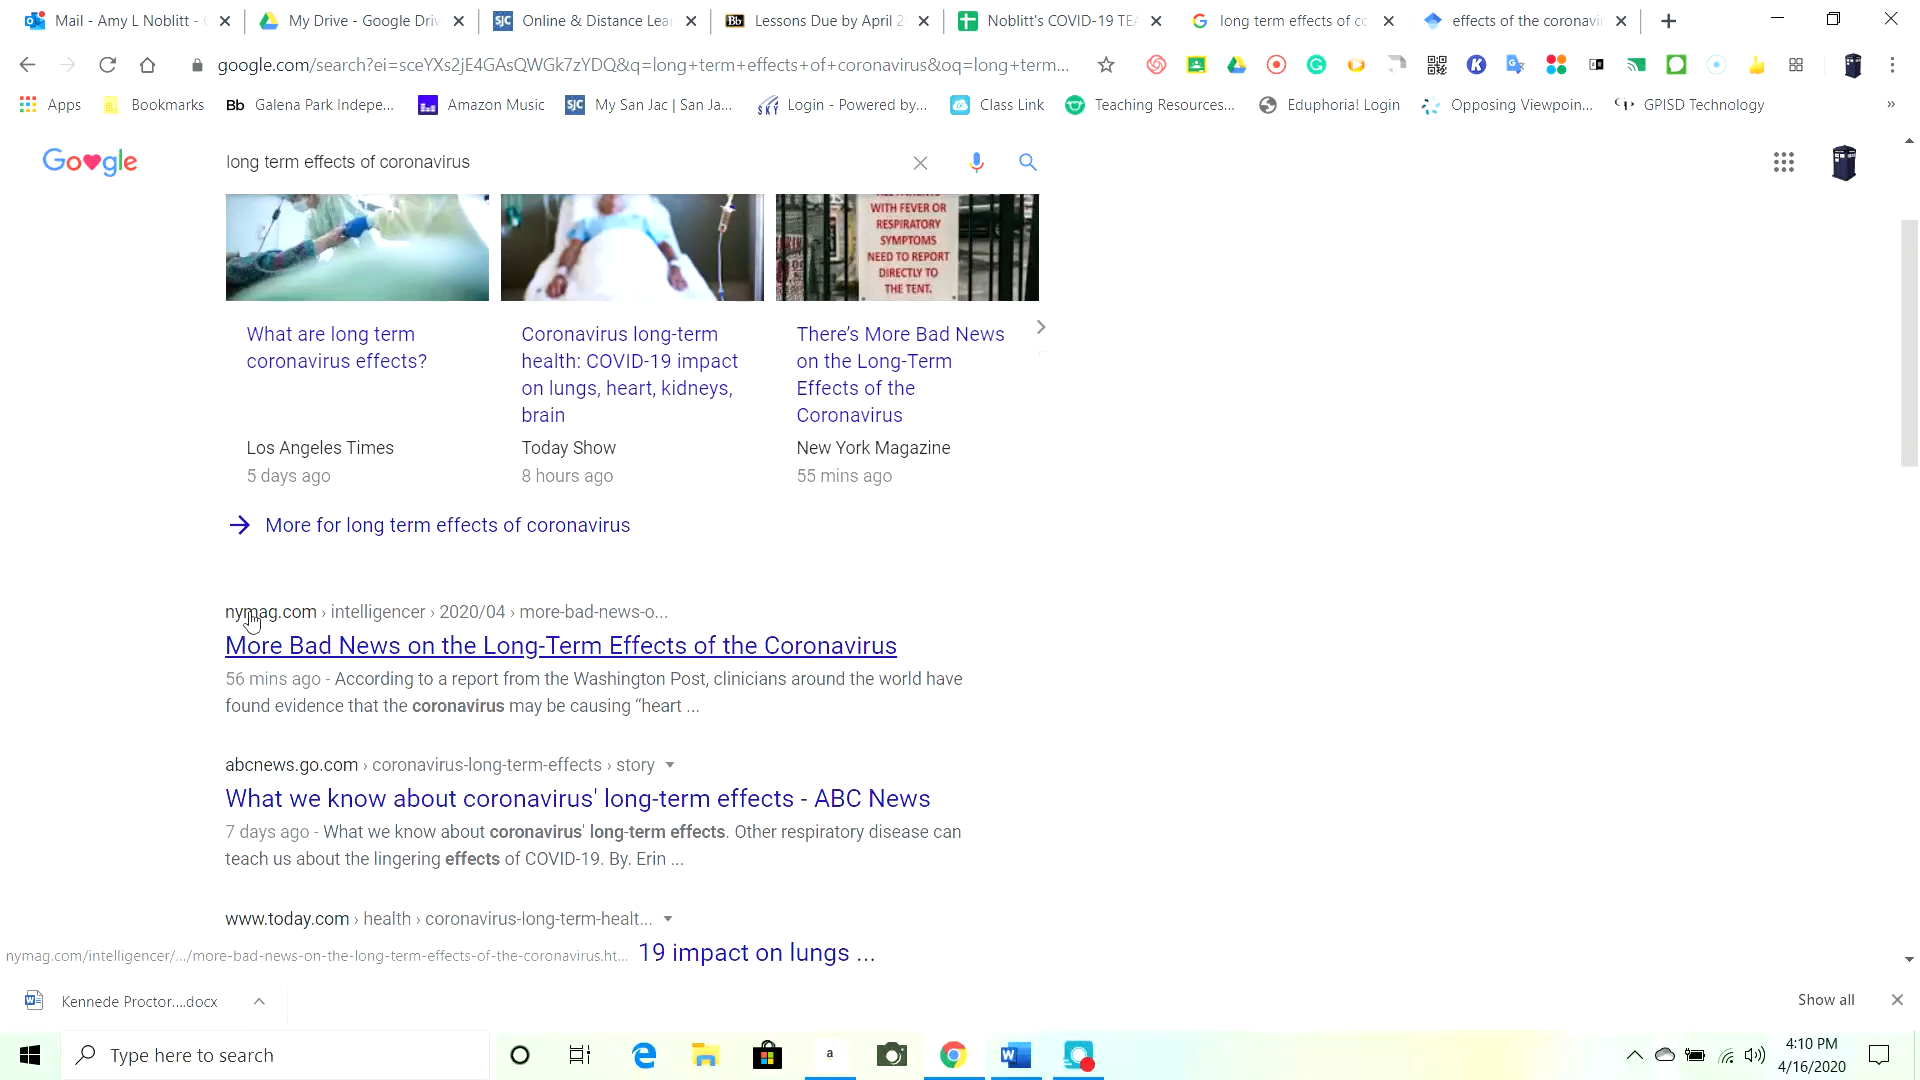 Mail - Amy L Noblitt -
My Drive - Google Driv
SJC Online & Distance Lear
Bb Lessons Due by April 2
Noblitt's COVID-19 TEA
long term effects of co
effects of the coronavir
google.com/search?ei=sceYXs2jE4GAsQWGk7zYDQ&q=long+term+effects+of+coronavirus&oq=long+term...
Apps
Bookmarks
Bb Galena Park Indepe...
Amazon Music
SJC My San Jac | San Ja...
SKY Login - Powered by...
Class Link
Teaching Resources...
Eduphoria! Login
Opposing Viewpoin...
GPISD Technology
»
Google
long term effects of coronavirus
WITH FEVER OR
RESPIRATORY
SYMPTOMS
NEED TO REPORT
DIRECTLY TO
THE TENT.
What are long term
coronavirus effects?
Los Angeles Times
5 days ago
Coronavirus long-term
health: COVID-19 impact
on lungs, heart, kidneys,
brain
Today Show
8 hours ago
There's More Bad News
on the Long-Term
Effects of the
Coronavirus
New York Magazine
55 mins ago
More for long term effects of coronavirus
nymag.com › intelligencer › 2020/04 › more-bad-news-o...
More Bad News on the Long-Term Effects of the Coronavirus
56 mins ago - According to a report from the Washington Post, clinicians around the world have
found evidence that the coronavirus may be causing “heart ...
abcnews.go.com › coronavirus-long-term-effects › story
What we know about coronavirus' long-term effects - ABC News
7 days ago - What we know about coronavirus' long-term effects. Other respiratory disease can
teach us about the lingering effects of COVID-19. By. Erin ...
www.today.com › health › coronavirus-long-term-healt...
19 impact on lungs ...
nymag.com/intelligencer/.../more-bad-news-on-the-long-term-effects-of-the-coronavirus.ht...
Kennede Proctor....docx
Show all
Type here to search
a
4:10 PM
4/16/2020